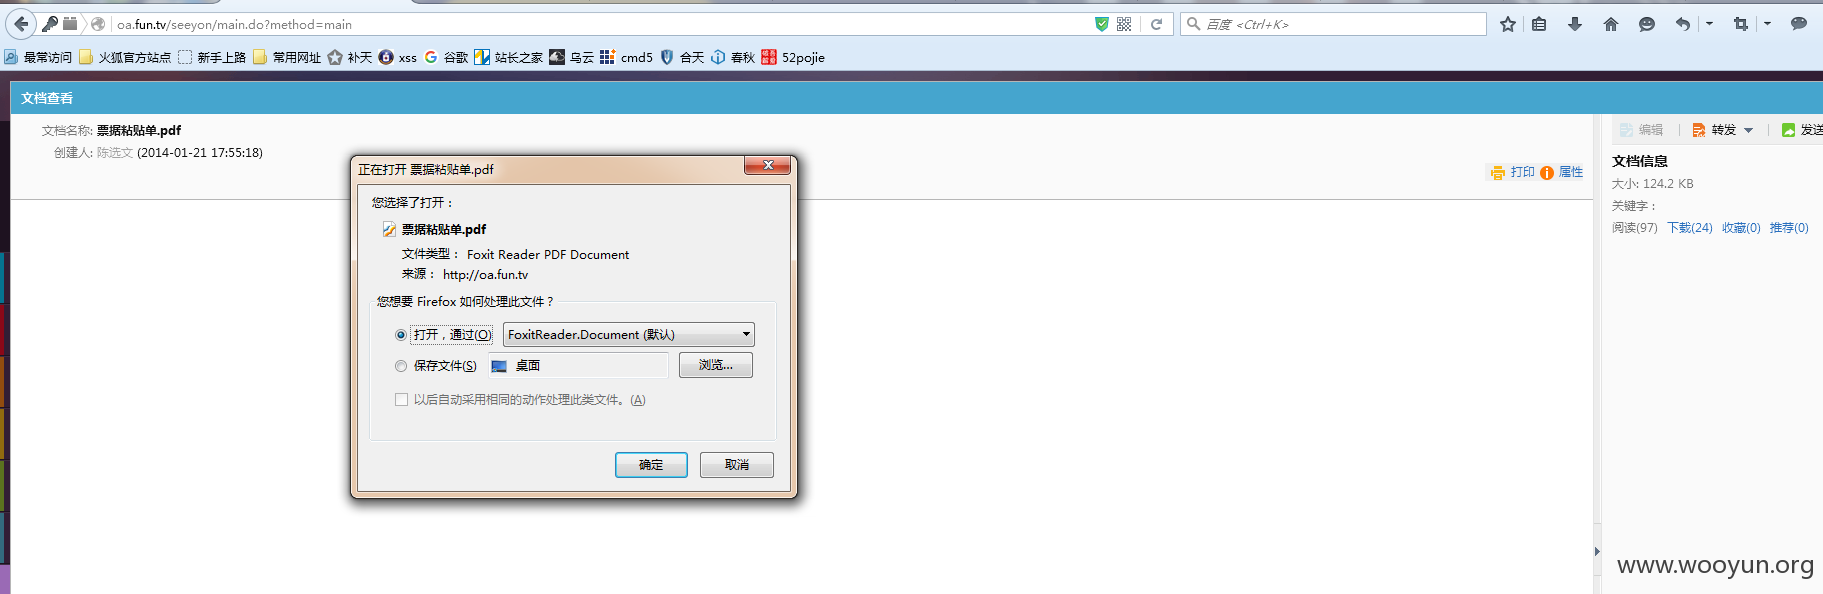 oa.fun.tv/seeyon/main.do?method=main
百度 <Ctrl+K>
最常访问 火狐官方站点 新手上路 常用网址 补天 xss 谷歌 站长之家 乌云 cmd5 合天 春秋 52pojie
文档查看
文档名称: 票据粘贴单.pdf
创建人: 陈选文 (2014-01-21 17:55:18)
打印 属性
编辑 转发 发送
文档信息
大小: 124.2 KB
关键字：
阅读(97) 下载(24) 收藏(0) 推荐(0)
正在打开 票据粘贴单.pdf
您选择了打开：
票据粘贴单.pdf
文件类型： Foxit Reader PDF Document
来源： http://oa.fun.tv
您想要 Firefox 如何处理此文件？
打开，通过(O) FoxitReader.Document (默认)
保存文件(S) 桌面 浏览...
以后自动采用相同的动作处理此类文件。(A)
确定 取消
www.wooyun.org